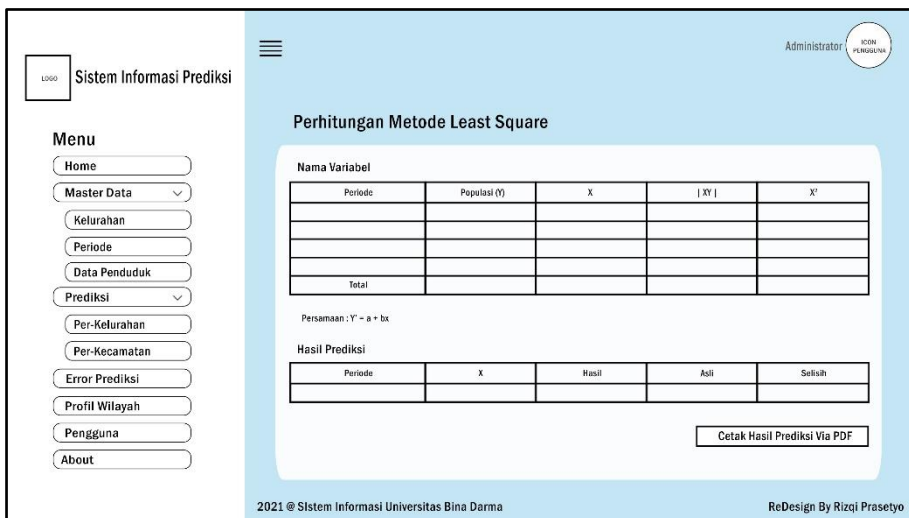 LOGO
Sistem Informasi Prediksi
Menu
Home
Master Data
Kelurahan
Periode
Data Penduduk
Prediksi
Per-Kelurahan
Per-Kecamatan
Error Prediksi
Profil Wilayah
Pengguna
About
Administrator
ICON
PENGGUNA
Perhitungan Metode Least Square
Nama Variabel
Periode Populasi (Y) X | XY | X²
Total
Persamaan : Y' = a + bx
Hasil Prediksi
Periode X Hasil Asli Selisih
Cetak Hasil Prediksi Via PDF
2021 @ SIstem Informasi Universitas Bina Darma
ReDesign By Rizqi Prasetyo